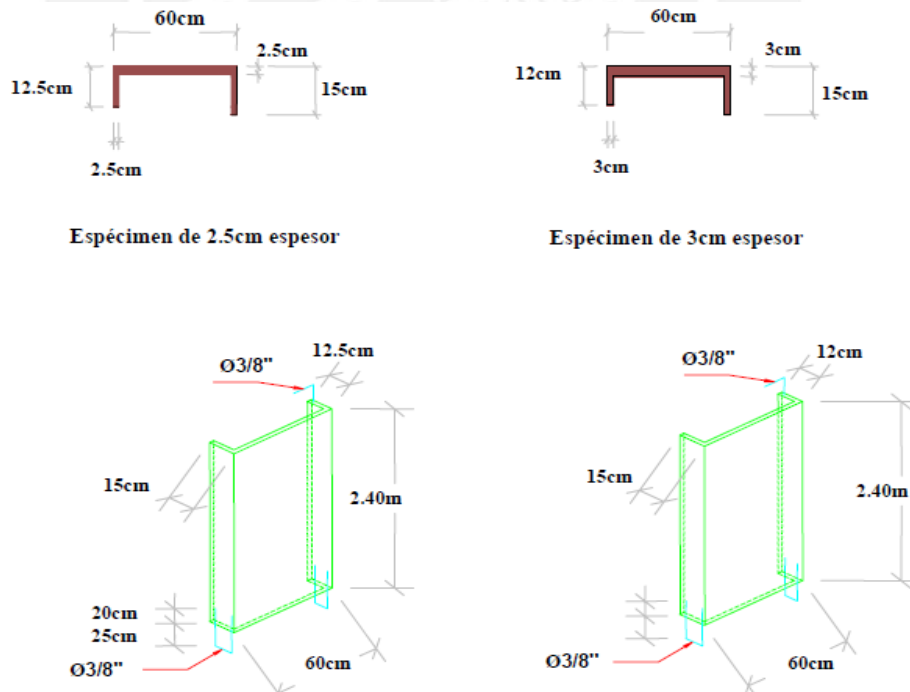 60cm
2.5cm
12.5cm
15cm
2.5cm
Espécimen de 2.5cm espesor
60cm
3cm
12cm
15cm
3cm
Espécimen de 3cm espesor
12.5cm
Ø3/8"
15cm
2.40m
20cm
25cm
Ø3/8"
60cm
12cm
Ø3/8"
15cm
2.40m
Ø3/8"
60cm